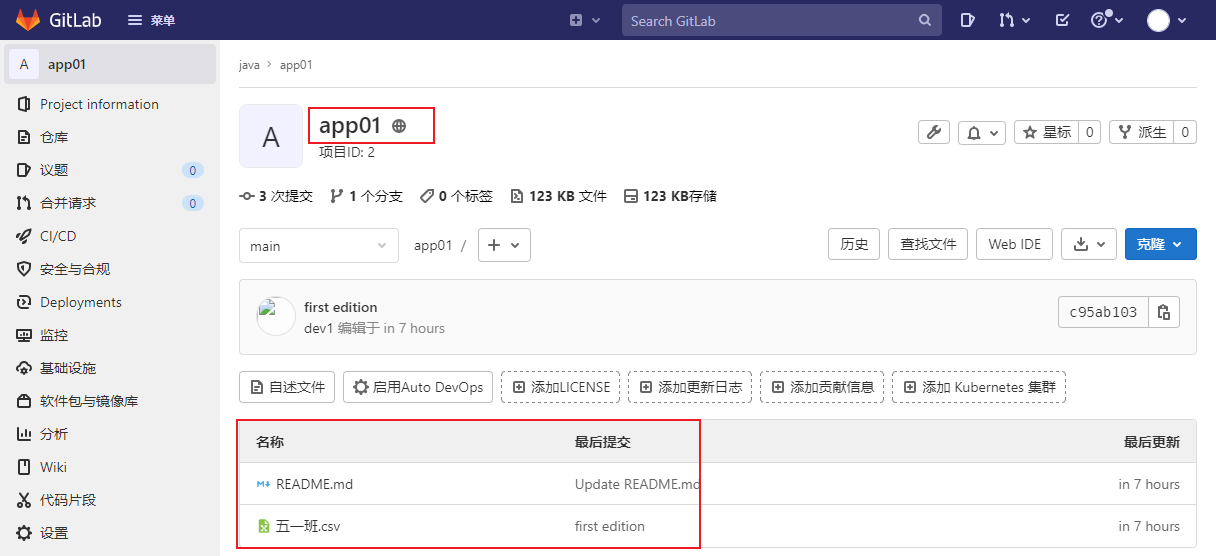 GitLab 菜单 Search GitLab
A app01
Project information
仓库
议题 0
合并请求 0
CI/CD
安全与合规
Deployments
监控
基础设施
软件包与镜像库
分析
Wiki
代码片段
设置
java > app01
A
app01
项目ID: 2
星标 0 派生 0
3 次提交 1 个分支 0 个标签 123 KB 文件 123 KB存储
main app01 / +
历史 查找文件 Web IDE 克隆
first edition
dev1 编辑于 in 7 hours
c95ab103
自述文件 启用Auto DevOps 添加LICENSE 添加更新日志 添加贡献信息 添加 Kubernetes 集群
名称 最后提交 最后更新
README.md Update README.md in 7 hours
五一班.csv first edition in 7 hours